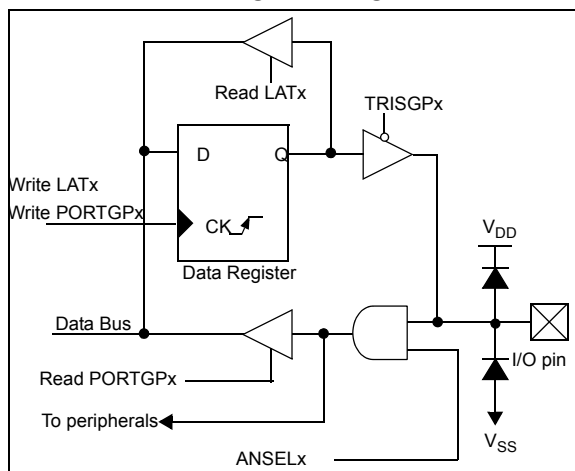 Read LATx
TRISGPx
D
Q
Write LATx
Write PORTGPx
CK
VDD
Data Register
Data Bus
I/O pin
Read PORTGPx
To peripherals
VSS
ANSELx